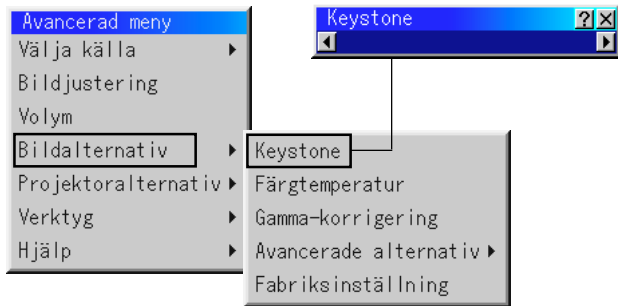 Avancerad meny
Välja källa
Bildjustering
Volym
Bildalternativ
Projektoralternativ
Verktyg
Hjälp
Keystone
Färgtemperatur
Gamma-korrigering
Avancerade alternativ
Fabriksinställning
Keystone ? X